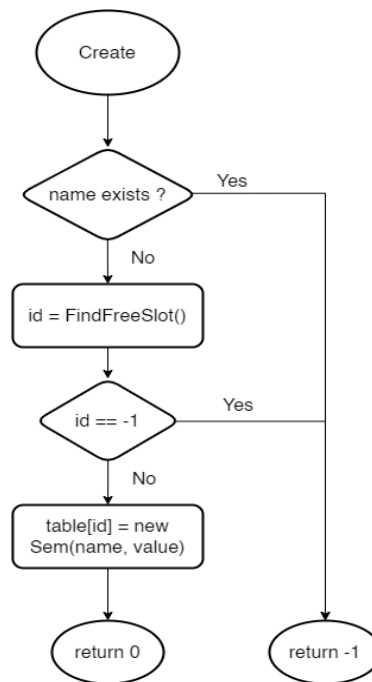 Create
name exists ?
Yes
No
id = FindFreeSlot()
id == -1
Yes
No
table[id] = new
Sem(name, value)
return 0
return -1